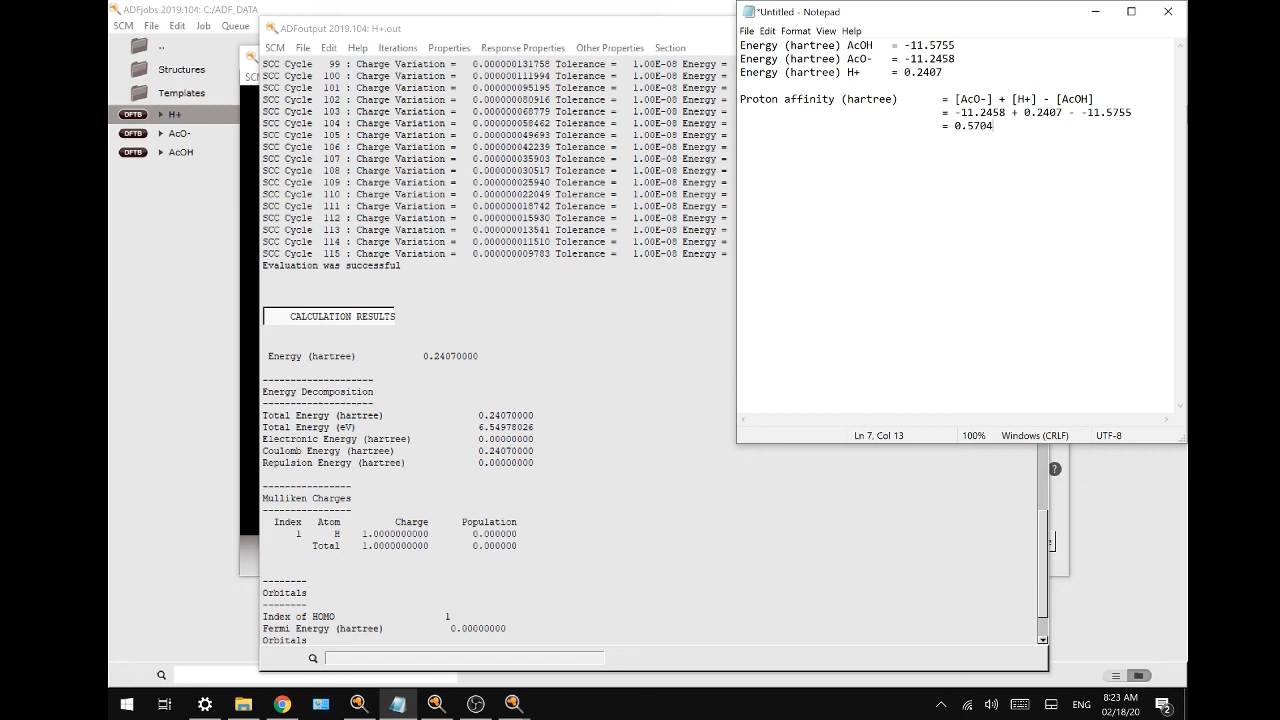 ADFjobs 2019.104: C:/ADF_DATA
SCM File Edit Job Queue
..
Structures
Templates
DFTB H+
DFTB AcO-
DFTB AcOH
ADFoutput 2019.104: H+.out
SCM File Edit Help Iterations Properties Response Properties Other Properties Section
SCC Cycle 99 : Charge Variation = 0.000000131758 Tolerance = 1.00E-08 Energy =
SCC Cycle 100 : Charge Variation = 0.000000111994 Tolerance = 1.00E-08 Energy =
SCC Cycle 101 : Charge Variation = 0.000000095195 Tolerance = 1.00E-08 Energy =
SCC Cycle 102 : Charge Variation = 0.000000080916 Tolerance = 1.00E-08 Energy =
SCC Cycle 103 : Charge Variation = 0.000000068778 Tolerance = 1.00E-08 Energy =
SCC Cycle 104 : Charge Variation = 0.000000058462 Tolerance = 1.00E-08 Energy =
SCC Cycle 105 : Charge Variation = 0.000000049693 Tolerance = 1.00E-08 Energy =
SCC Cycle 106 : Charge Variation = 0.000000042239 Tolerance = 1.00E-08 Energy =
SCC Cycle 107 : Charge Variation = 0.000000035903 Tolerance = 1.00E-08 Energy =
SCC Cycle 108 : Charge Variation = 0.000000030517 Tolerance = 1.00E-08 Energy =
SCC Cycle 109 : Charge Variation = 0.000000025940 Tolerance = 1.00E-08 Energy =
SCC Cycle 110 : Charge Variation = 0.000000022049 Tolerance = 1.00E-08 Energy =
SCC Cycle 111 : Charge Variation = 0.000000018742 Tolerance = 1.00E-08 Energy =
SCC Cycle 112 : Charge Variation = 0.000000015930 Tolerance = 1.00E-08 Energy =
SCC Cycle 113 : Charge Variation = 0.000000013541 Tolerance = 1.00E-08 Energy =
SCC Cycle 114 : Charge Variation = 0.000000011510 Tolerance = 1.00E-08 Energy =
SCC Cycle 115 : Charge Variation = 0.000000009783 Tolerance = 1.00E-08 Energy =
Evaluation was successful
CALCULATION RESULTS
Energy (hartree) 0.24070000
--------------------
Energy Decomposition
--------------------
Total Energy (hartree) 0.24070000
Total Energy (eV) 6.54978026
Electronic Energy (hartree) 0.00000000
Coulomb Energy (hartree) 0.24070000
Repulsion Energy (hartree) 0.00000000
----------------
Mulliken Charges
----------------
Index Atom Charge Population
1 H 1.0000000000 0.000000
Total 1.0000000000 0.000000
--------
Orbitals
--------
Index of HOMO 1
Fermi Energy (hartree) 0.00000000
Orbitals
*Untitled - Notepad
File Edit Format View Help
Energy (hartree) AcOH = -11.5755
Energy (hartree) AcO- = -11.2458
Energy (hartree) H+ = 0.2407
Proton affinity (hartree) = [AcO-] + [H+] - [AcOH]
= -11.2458 + 0.2407 - -11.5755
= 0.5704
Ln 7, Col 13 100% Windows (CRLF) UTF-8
?
ENG
8:23 AM
02/18/20
2